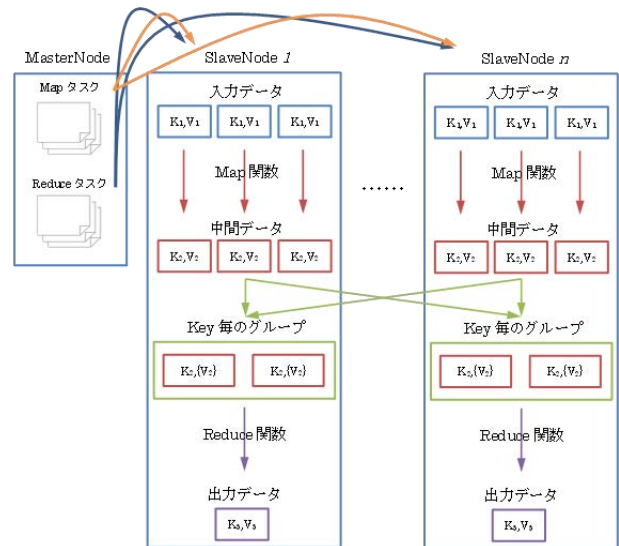 MasterNode
Map タスク
Reduce タスク
SlaveNode 1
入力データ
K₁,V₁ K₁,V₁ K₁,V₁
Map 関数
中間データ
K₂,V₂ K₂,V₂ K₂,V₂
Key 毎のグループ
K₂,{V₂} K₂,{V₂}
Reduce 関数
出力データ
K₃,V₃
……
SlaveNode n
入力データ
K₁,V₁ K₁,V₁ K₁,V₁
Map 関数
中間データ
K₂,V₂ K₂,V₂ K₂,V₂
Key 毎のグループ
K₂,{V₂} K₂,{V₂}
Reduce 関数
出力データ
K₃,V₃